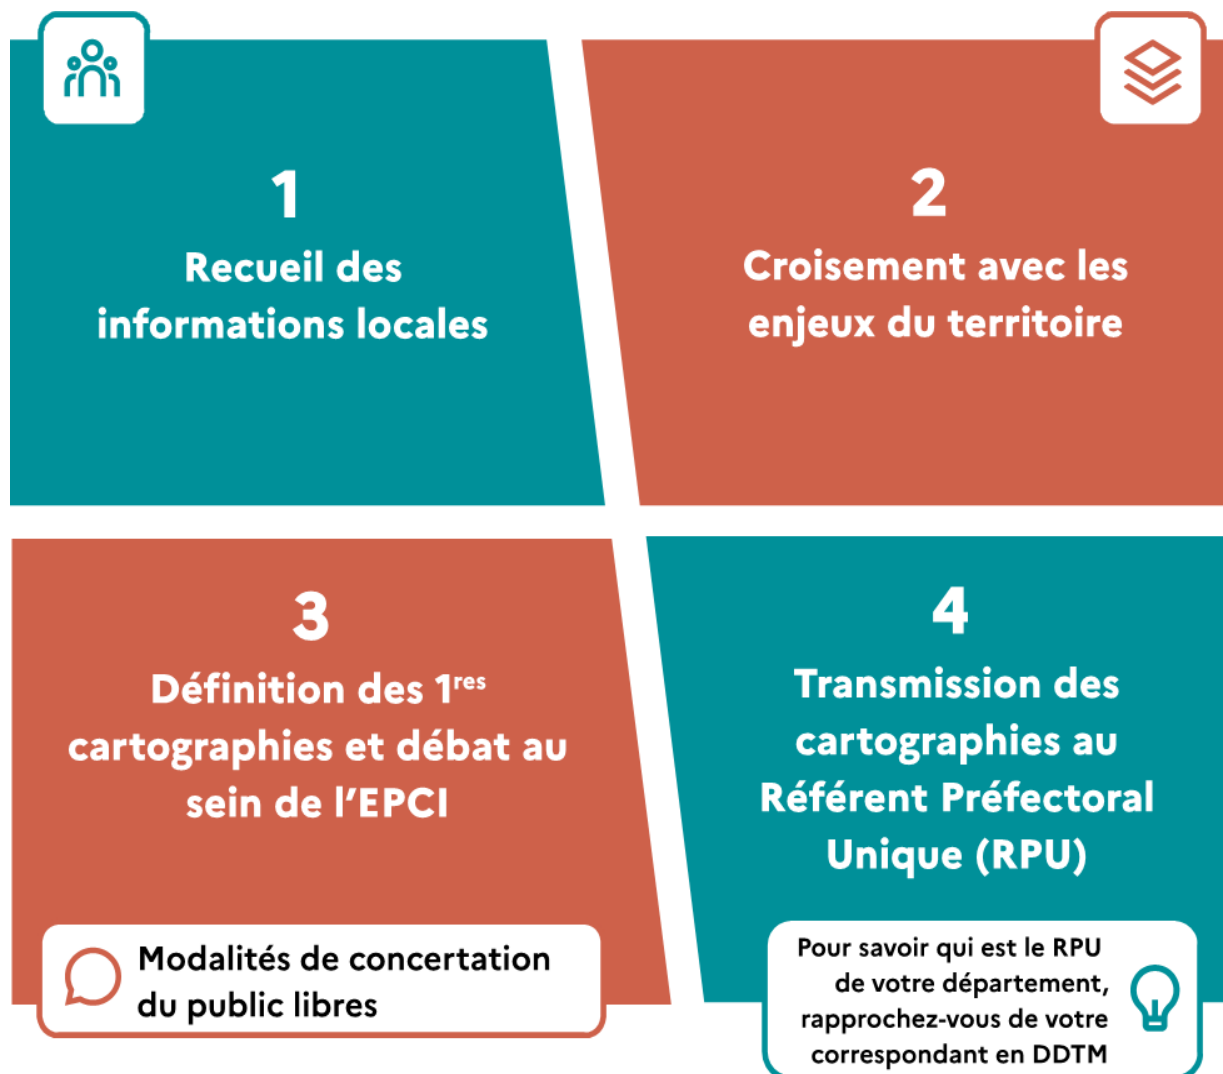 1
Recueil des
informations locales
2
Croisement avec les
enjeux du territoire
3
Définition des 1res
cartographies et débat au
sein de l’EPCI
Modalités de concertation
du public libres
4
Transmission des
cartographies au
Référent Préfectoral
Unique (RPU)
Pour savoir qui est le RPU
de votre département,
rapprochez-vous de votre
correspondant en DDTM